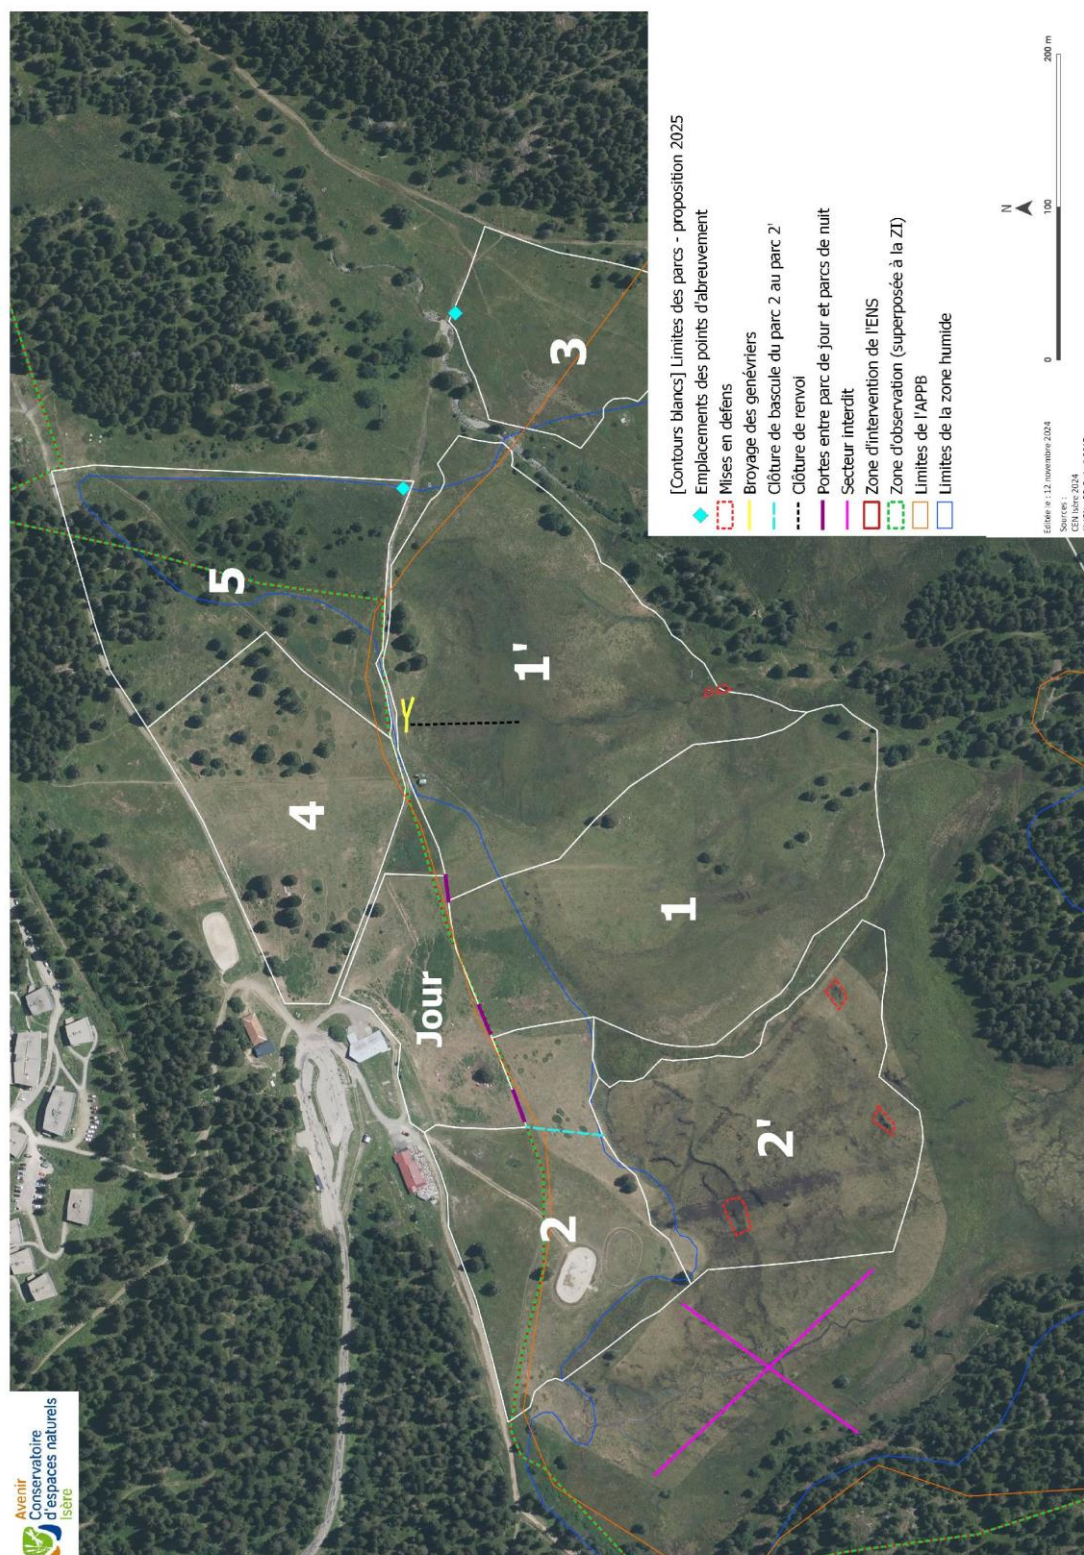 Avenir
Conservatoire
d'espaces naturels
Isère
5
4
Jour
2
3
1'
1
2'
[Contours blancs] Limites des parcs - proposition 2025
Emplacements des points d'abreuvement
Mises en defens
Broyage des genévriers
Clôture de bascule du parc 2 au parc 2'
Clôture de renvoi
Portes entre parc de jour et parcs de nuit
Secteur interdit
Zone d'intervention de l'ENS
Zone d'observation (superposée à la ZI)
Limites de l'APPB
Limites de la zone humide
N
0 100 200 m
Editée le : 12 novembre 2024
Sources :
CEN Isère 2024